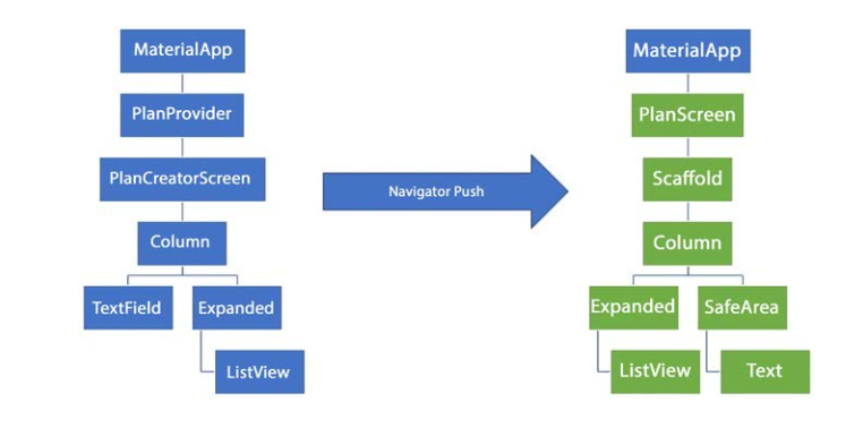 MaterialApp
PlanProvider
PlanCreatorScreen
Column
TextField
Expanded
ListView
Navigator Push
MaterialApp
PlanScreen
Scaffold
Column
Expanded
SafeArea
ListView
Text